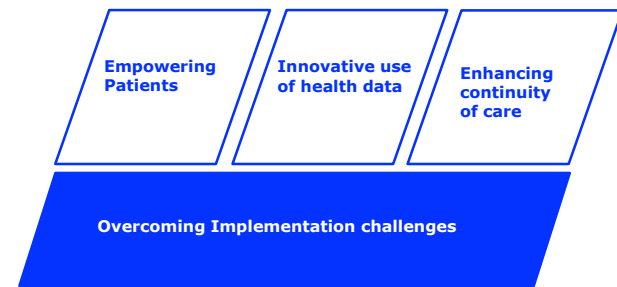 Empowering
Patients
Innovative use
of health data
Enhancing
continuity
of care
Overcoming Implementation challenges